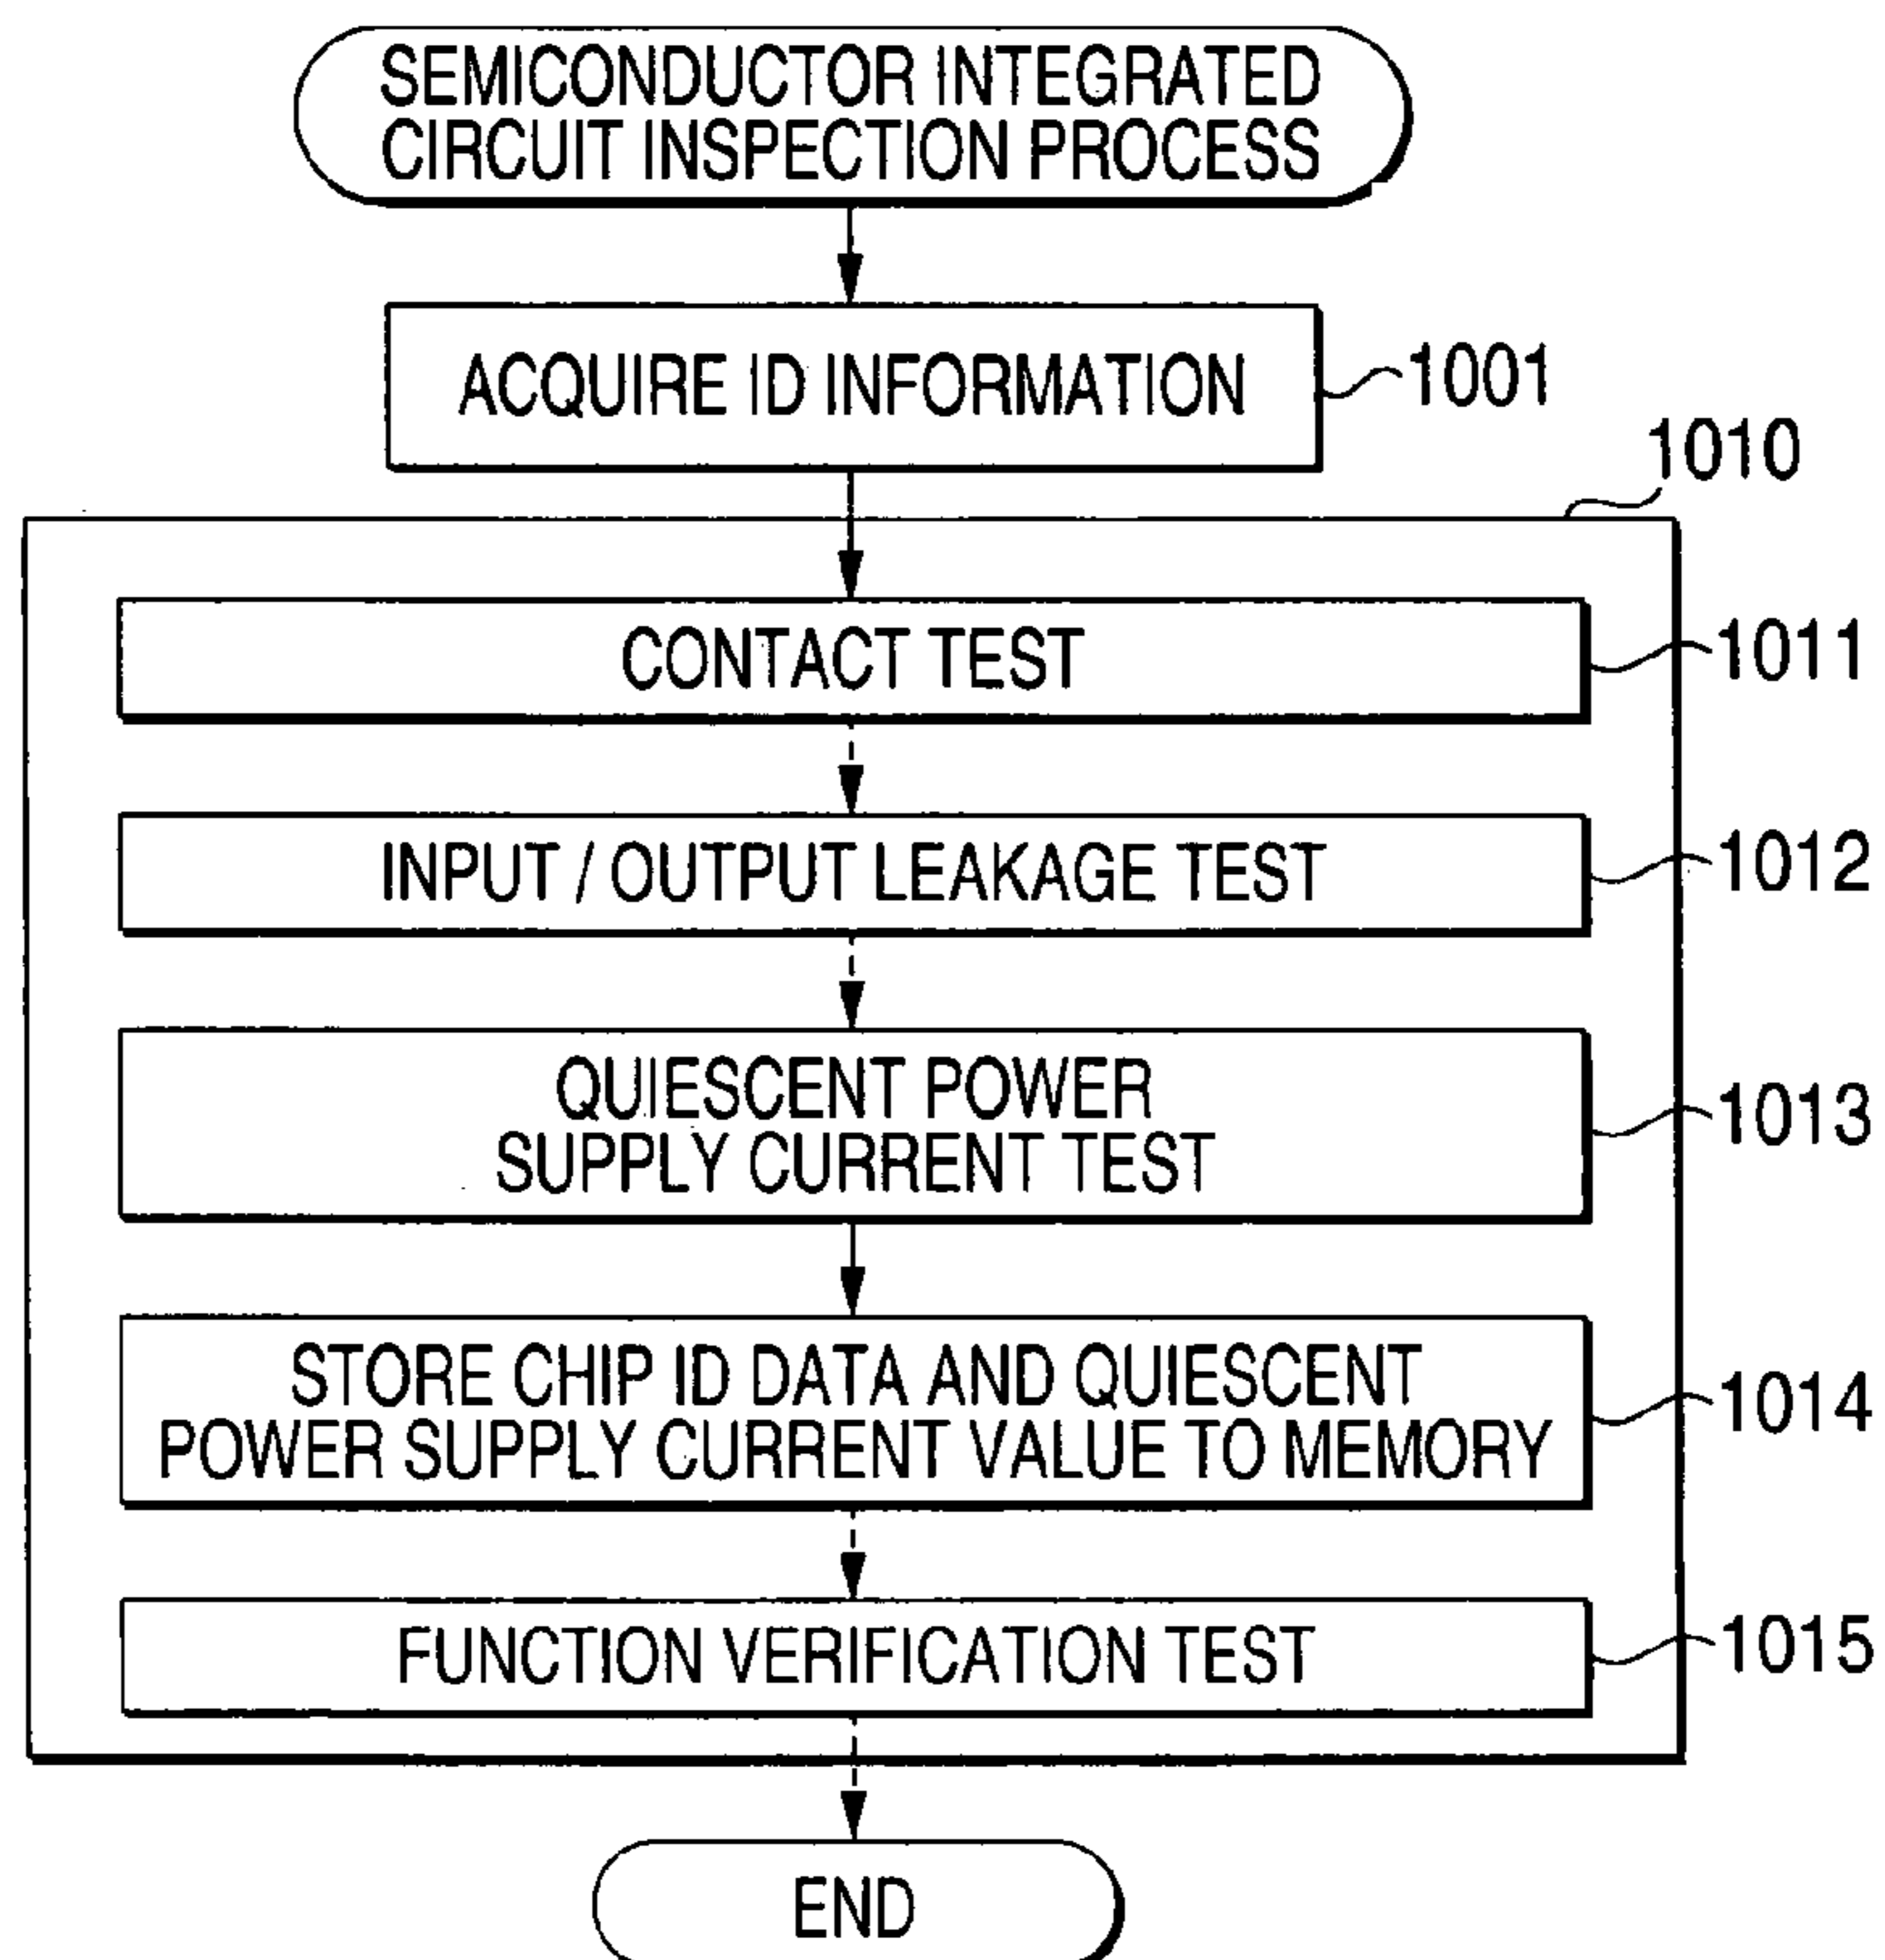 SEMICONDUCTOR INTEGRATED
CIRCUIT INSPECTION PROCESS
ACQUIRE ID INFORMATION
1001
1010
CONTACT TEST
1011
INPUT / OUTPUT LEAKAGE TEST
1012
QUIESCENT POWER
SUPPLY CURRENT TEST
1013
STORE CHIP ID DATA AND QUIESCENT
POWER SUPPLY CURRENT VALUE TO MEMORY
1014
FUNCTION VERIFICATION TEST
1015
END